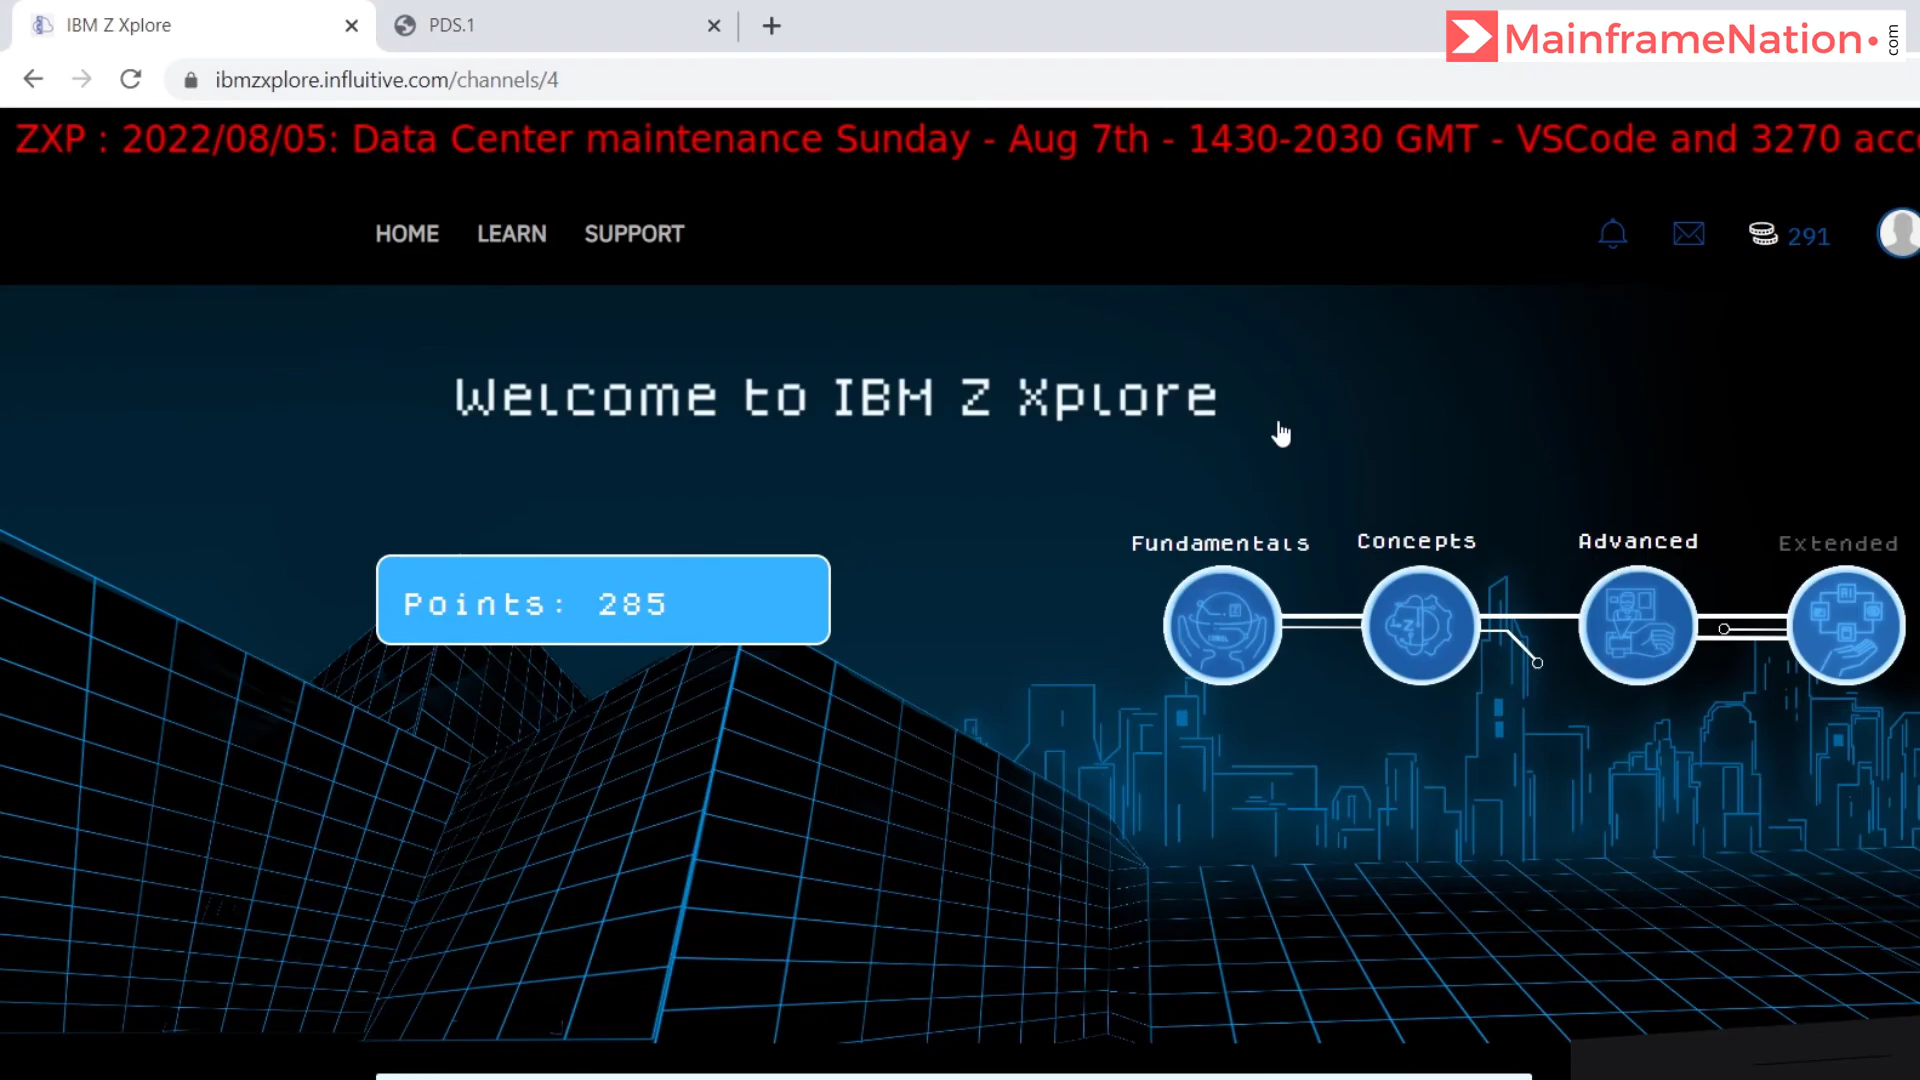 IBM Z Xplore
PDS.1
MainframeNation
.com
ibmzxplore.influitive.com/channels/4
ZXP : 2022/08/05: Data Center maintenance Sunday - Aug 7th - 1430-2030 GMT - VSCode and 3270
HOME LEARN SUPPORT
291
Welcome to IBM Z Xplore
Fundamentals Concepts Advanced Extended
Points: 285